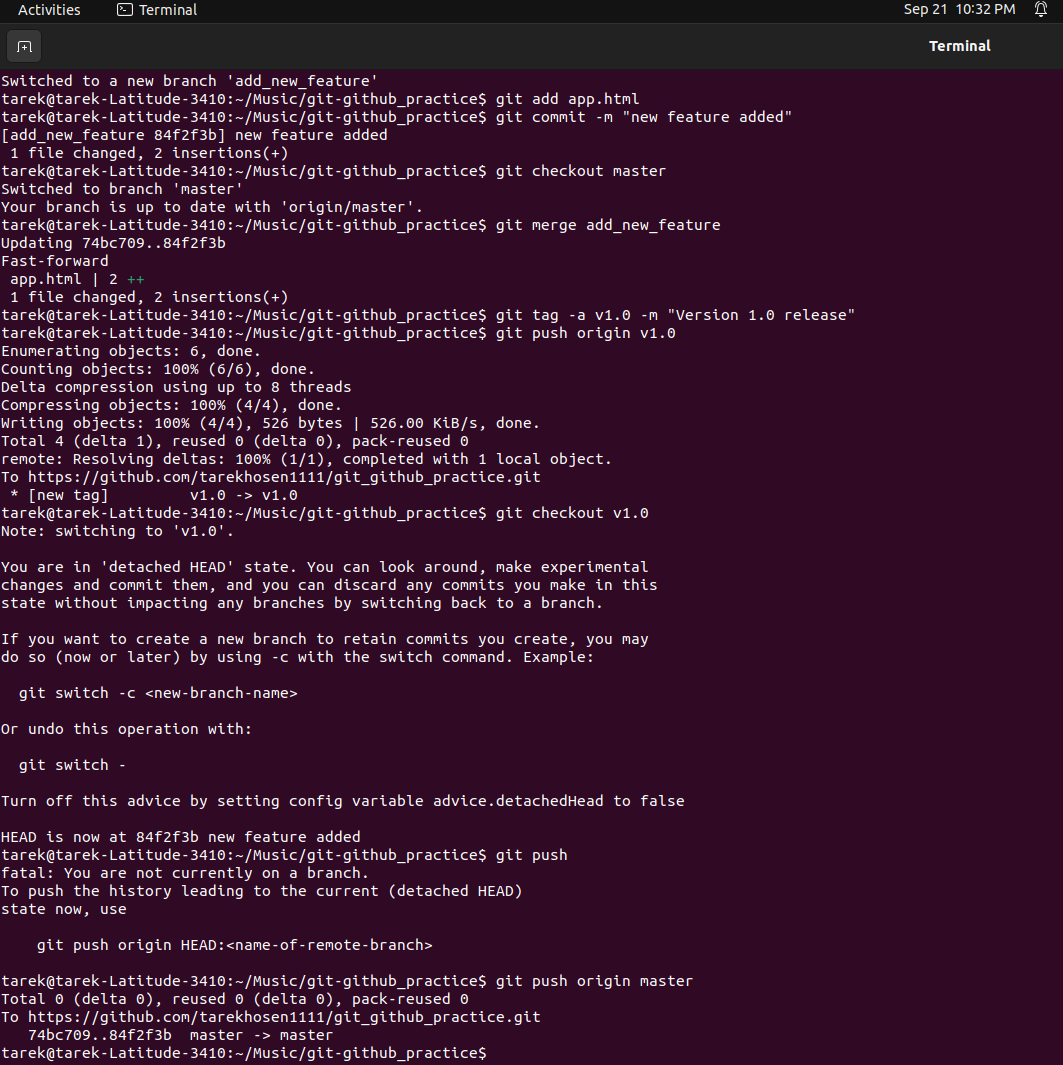 Activities Terminal Sep 21 10:32 PM
Terminal
Switched to a new branch 'add_new_feature'
tarek@tarek-Latitude-3410:~/Music/git-github_practice$ git add app.html
tarek@tarek-Latitude-3410:~/Music/git-github_practice$ git commit -m "new feature added"
[add_new_feature 84f2f3b] new feature added
 1 file changed, 2 insertions(+)
tarek@tarek-Latitude-3410:~/Music/git-github_practice$ git checkout master
Switched to branch 'master'
Your branch is up to date with 'origin/master'.
tarek@tarek-Latitude-3410:~/Music/git-github_practice$ git merge add_new_feature
Updating 74bc709..84f2f3b
Fast-forward
 app.html | 2 ++
 1 file changed, 2 insertions(+)
tarek@tarek-Latitude-3410:~/Music/git-github_practice$ git tag -a v1.0 -m "Version 1.0 release"
tarek@tarek-Latitude-3410:~/Music/git-github_practice$ git push origin v1.0
Enumerating objects: 6, done.
Counting objects: 100% (6/6), done.
Delta compression using up to 8 threads
Compressing objects: 100% (4/4), done.
Writing objects: 100% (4/4), 526 bytes | 526.00 KiB/s, done.
Total 4 (delta 1), reused 0 (delta 0), pack-reused 0
remote: Resolving deltas: 100% (1/1), completed with 1 local object.
To https://github.com/tarekhosen1111/git_github_practice.git
 * [new tag]         v1.0 -> v1.0
tarek@tarek-Latitude-3410:~/Music/git-github_practice$ git checkout v1.0
Note: switching to 'v1.0'.

You are in 'detached HEAD' state. You can look around, make experimental
changes and commit them, and you can discard any commits you make in this
state without impacting any branches by switching back to a branch.

If you want to create a new branch to retain commits you create, you may
do so (now or later) by using -c with the switch command. Example:

  git switch -c <new-branch-name>

Or undo this operation with:

  git switch -

Turn off this advice by setting config variable advice.detachedHead to false

HEAD is now at 84f2f3b new feature added
tarek@tarek-Latitude-3410:~/Music/git-github_practice$ git push
fatal: You are not currently on a branch.
To push the history leading to the current (detached HEAD)
state now, use

    git push origin HEAD:<name-of-remote-branch>

tarek@tarek-Latitude-3410:~/Music/git-github_practice$ git push origin master
Total 0 (delta 0), reused 0 (delta 0), pack-reused 0
To https://github.com/tarekhosen1111/git_github_practice.git
   74bc709..84f2f3b  master -> master
tarek@tarek-Latitude-3410:~/Music/git-github_practice$